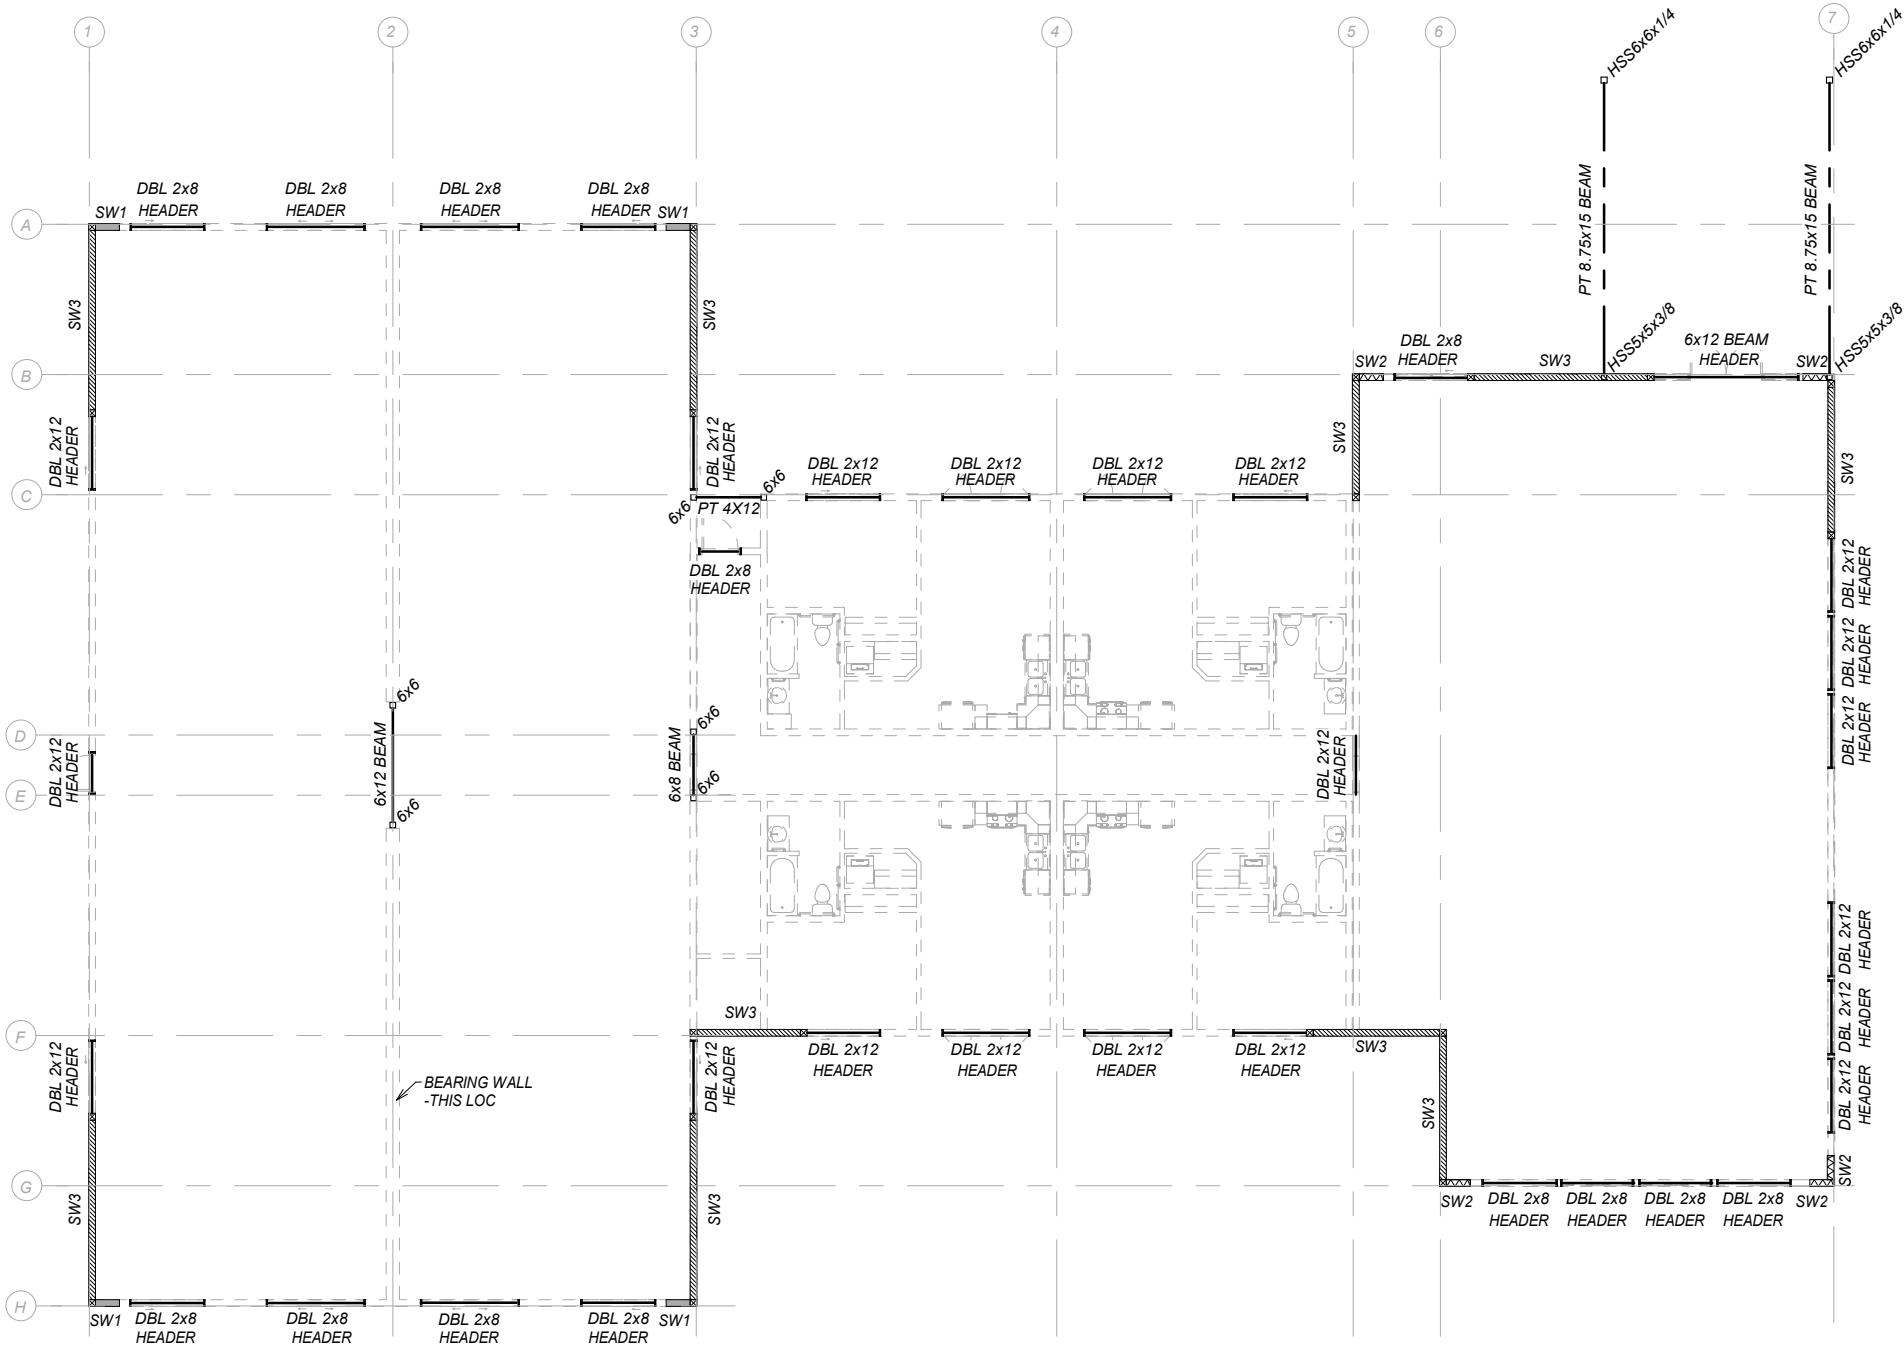 1
2
3
4
5
6
7
HSS6x6x1/4
HSS6x6x1/4
PT 8.75x15 BEAM
PT 8.75x15 BEAM
DBL 2x8
HEADER
DBL 2x8
HEADER
DBL 2x8
HEADER
DBL 2x8
HEADER
SW1
SW1
A
SW3
SW3
HSS5x5x3/8
HSS5x5x3/8
DBL 2x8
HEADER
6x12 BEAM
HEADER
SW2
SW3
SW2
B
DBL 2x12
HEADER
DBL 2x12
HEADER
SW3
SW3
DBL 2x12
HEADER
DBL 2x12
HEADER
DBL 2x12
HEADER
DBL 2x12
HEADER
C
6x6
6x6
PT 4X12
DBL 2x8
HEADER
DBL 2x12
HEADER
DBL 2x12
HEADER
DBL 2x12
HEADER
6x6
6x6
D
DBL 2x12
HEADER
6x12 BEAM
6x8 BEAM
DBL 2x12
HEADER
6x6
6x6
E
DBL 2x12
HEADER
DBL 2x12
HEADER
DBL 2x12
HEADER
SW3
F
DBL 2x12
HEADER
DBL 2x12
HEADER
DBL 2x12
HEADER
DBL 2x12
HEADER
SW3
DBL 2x12
HEADER
DBL 2x12
HEADER
BEARING WALL
-THIS LOC
SW3
SW2
G
SW3
SW3
SW2
DBL 2x8
HEADER
DBL 2x8
HEADER
DBL 2x8
HEADER
DBL 2x8
HEADER
SW2
H
SW1
DBL 2x8
HEADER
DBL 2x8
HEADER
DBL 2x8
HEADER
DBL 2x8
HEADER
SW1